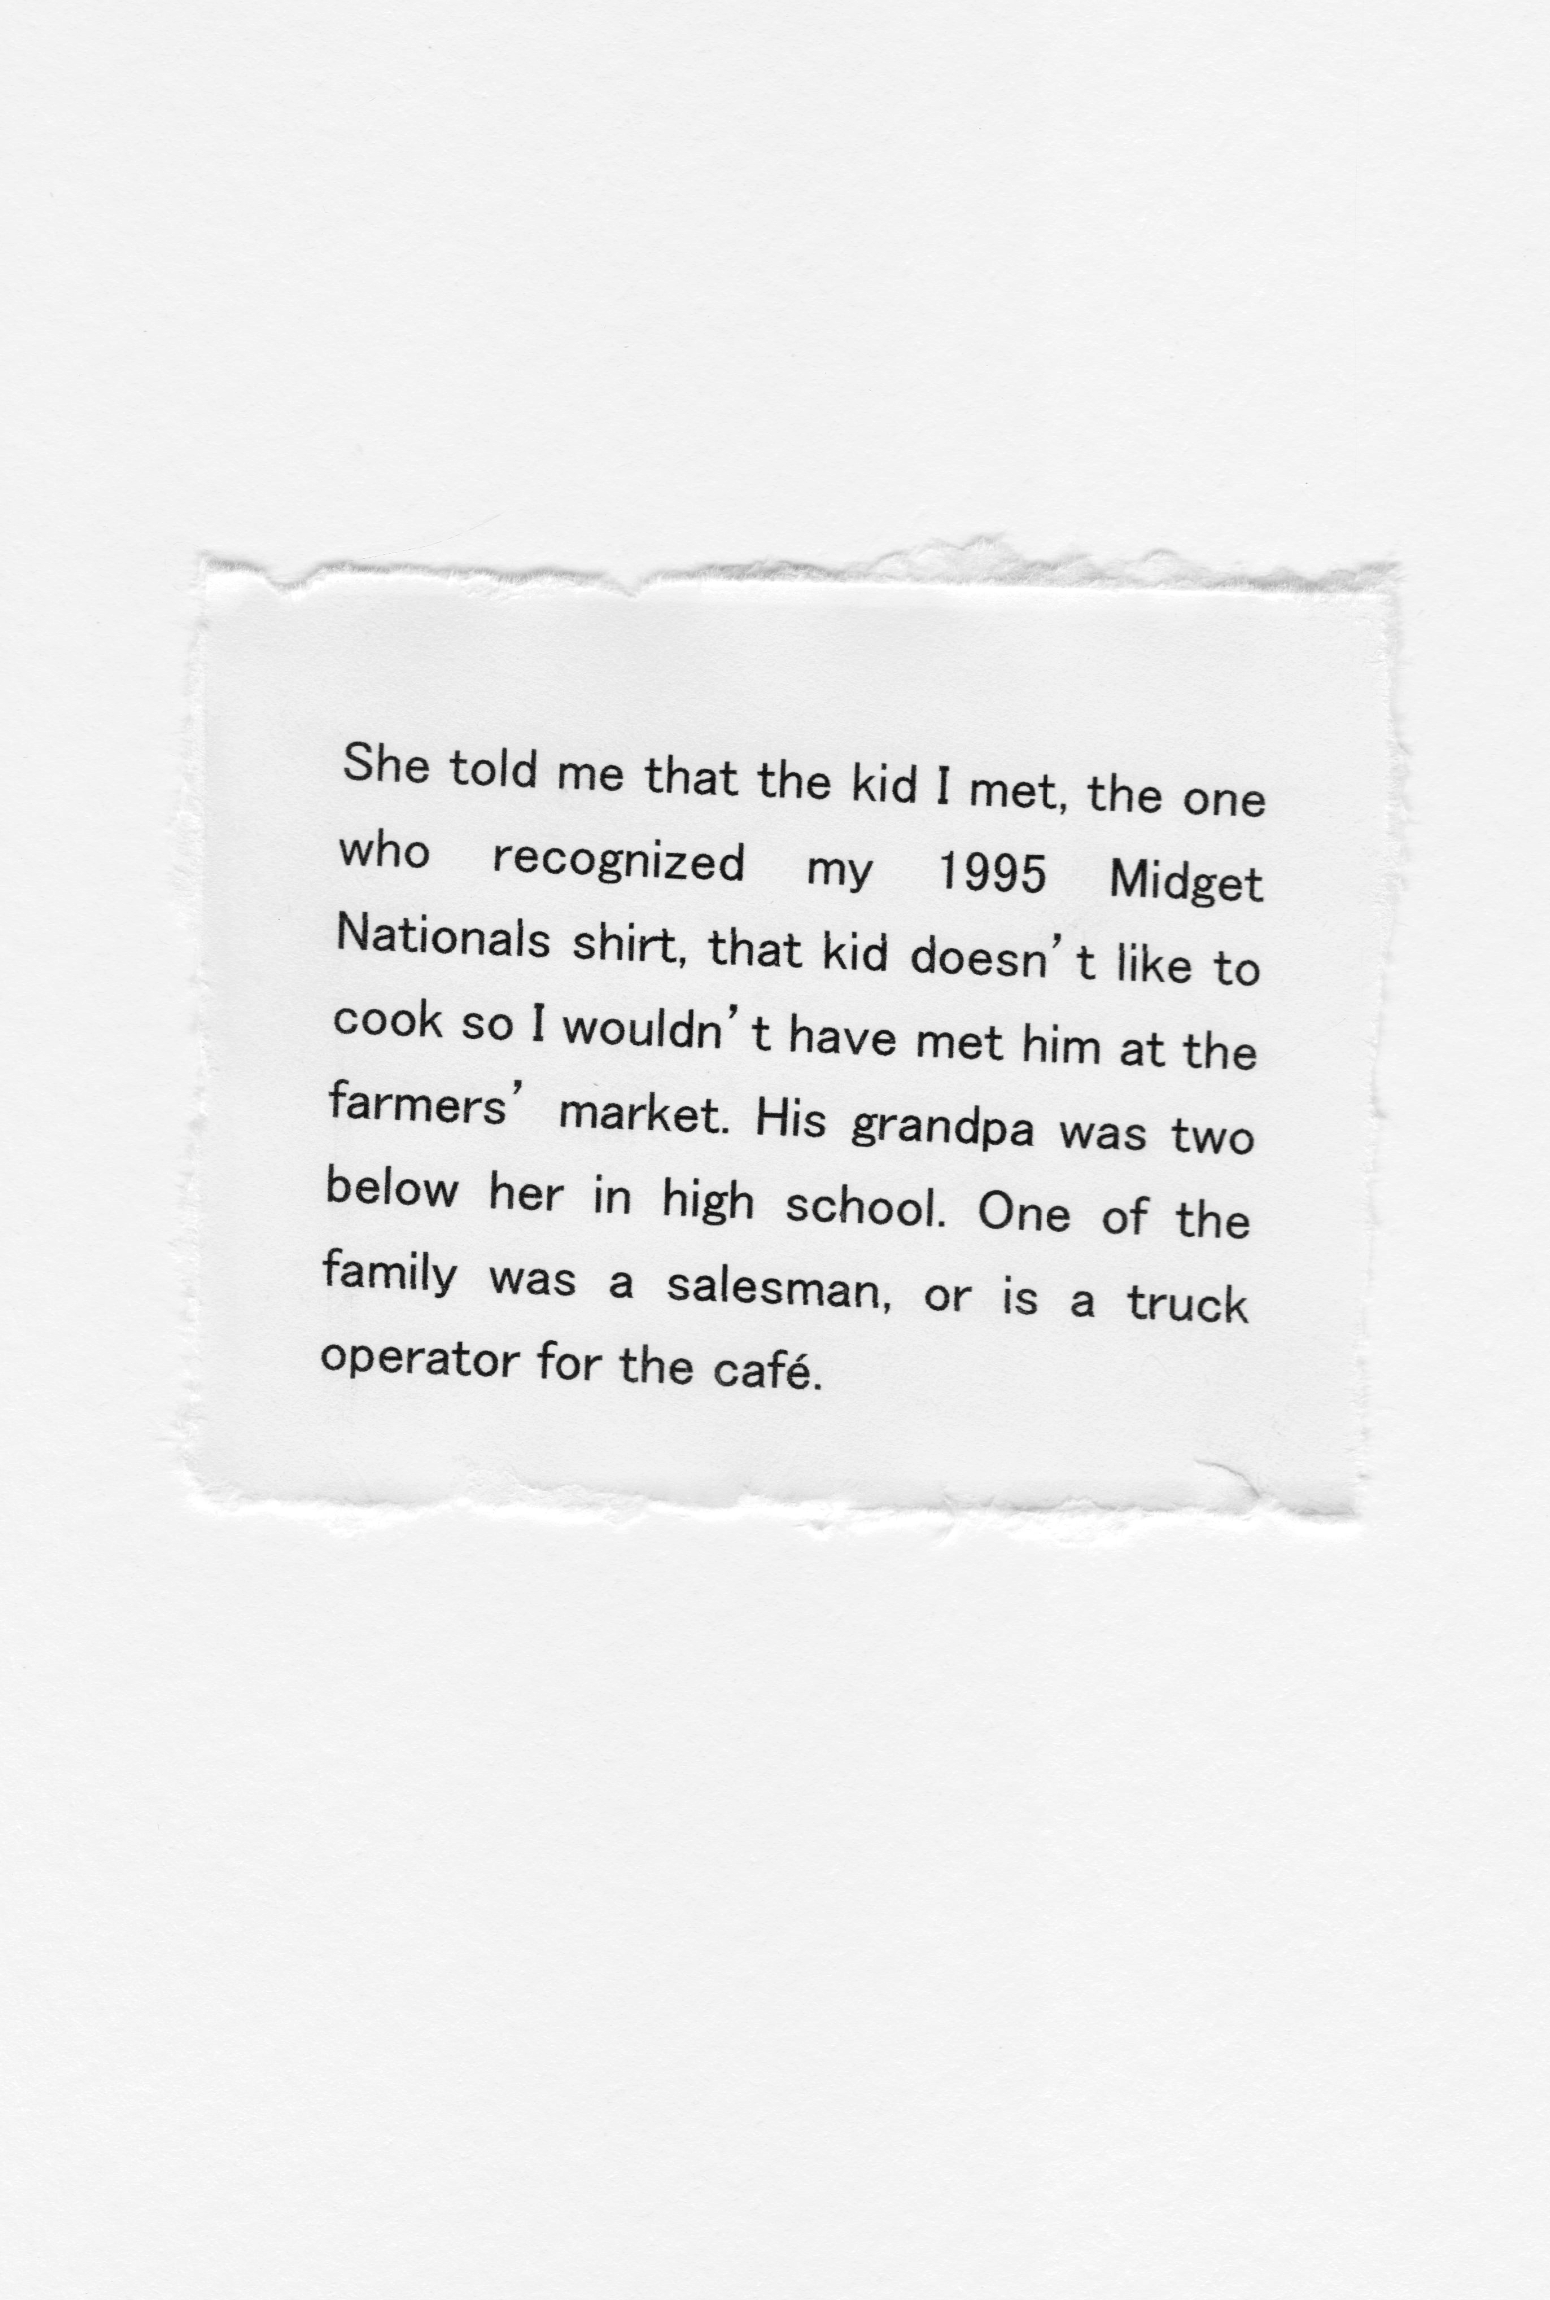 She told me that the kid I met, the one
who recognized my 1995 Midget
Nationals shirt, that kid doesn’t like to
cook so I wouldn’t have met him at the
farmers’ market. His grandpa was two
below her in high school. One of the
family was a salesman, or is a truck
operator for the café.